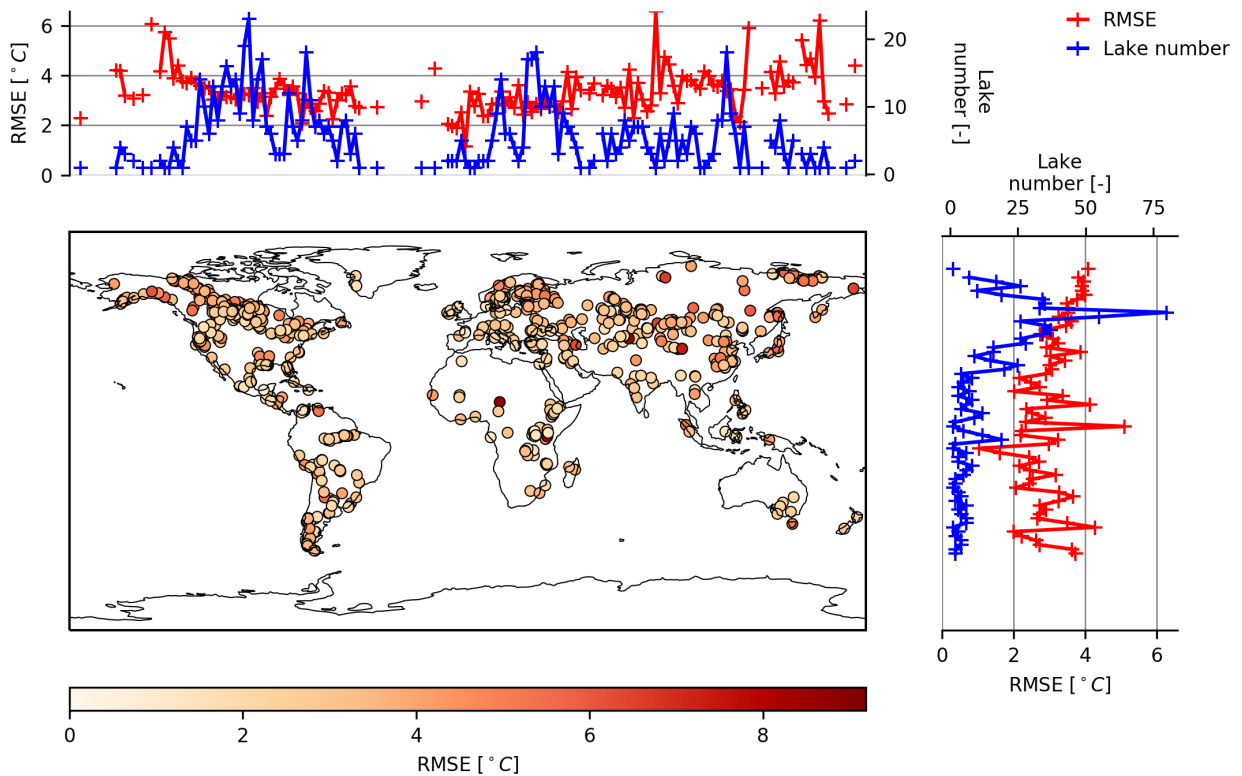 6
4
2
0
RMSE [°C]
20
10
0
Lake
number [-]
RMSE
Lake number
Lake
number [-]
0 25 50 75
0 2 4 6
RMSE [°C]
0 2 4 6 8
RMSE [°C]